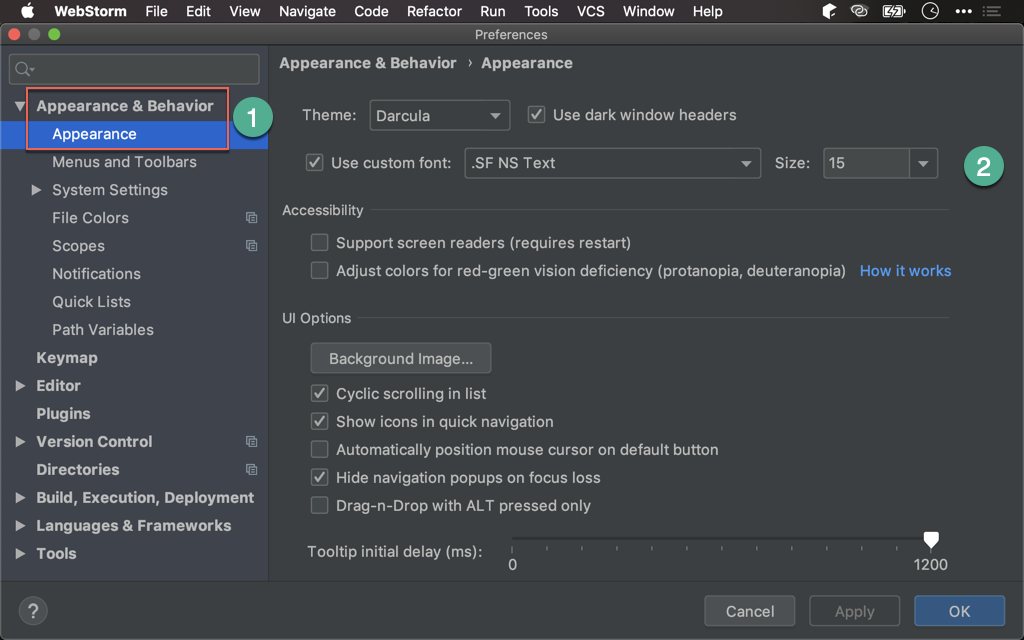 WebStorm File Edit View Navigate Code Refactor Run Tools VCS Window Help
Preferences
Appearance & Behavior
Appearance
Menus and Toolbars
System Settings
File Colors
Scopes
Notifications
Quick Lists
Path Variables
Keymap
Editor
Plugins
Version Control
Directories
Build, Execution, Deployment
Languages & Frameworks
Tools
1
Appearance & Behavior › Appearance
Theme: Darcula Use dark window headers
Use custom font: .SF NS Text Size: 15
2
Accessibility
Support screen readers (requires restart)
Adjust colors for red-green vision deficiency (protanopia, deuteranopia) How it works
UI Options
Background Image...
Cyclic scrolling in list
Show icons in quick navigation
Automatically position mouse cursor on default button
Hide navigation popups on focus loss
Drag-n-Drop with ALT pressed only
Tooltip initial delay (ms):
0 1200
? Cancel Apply OK